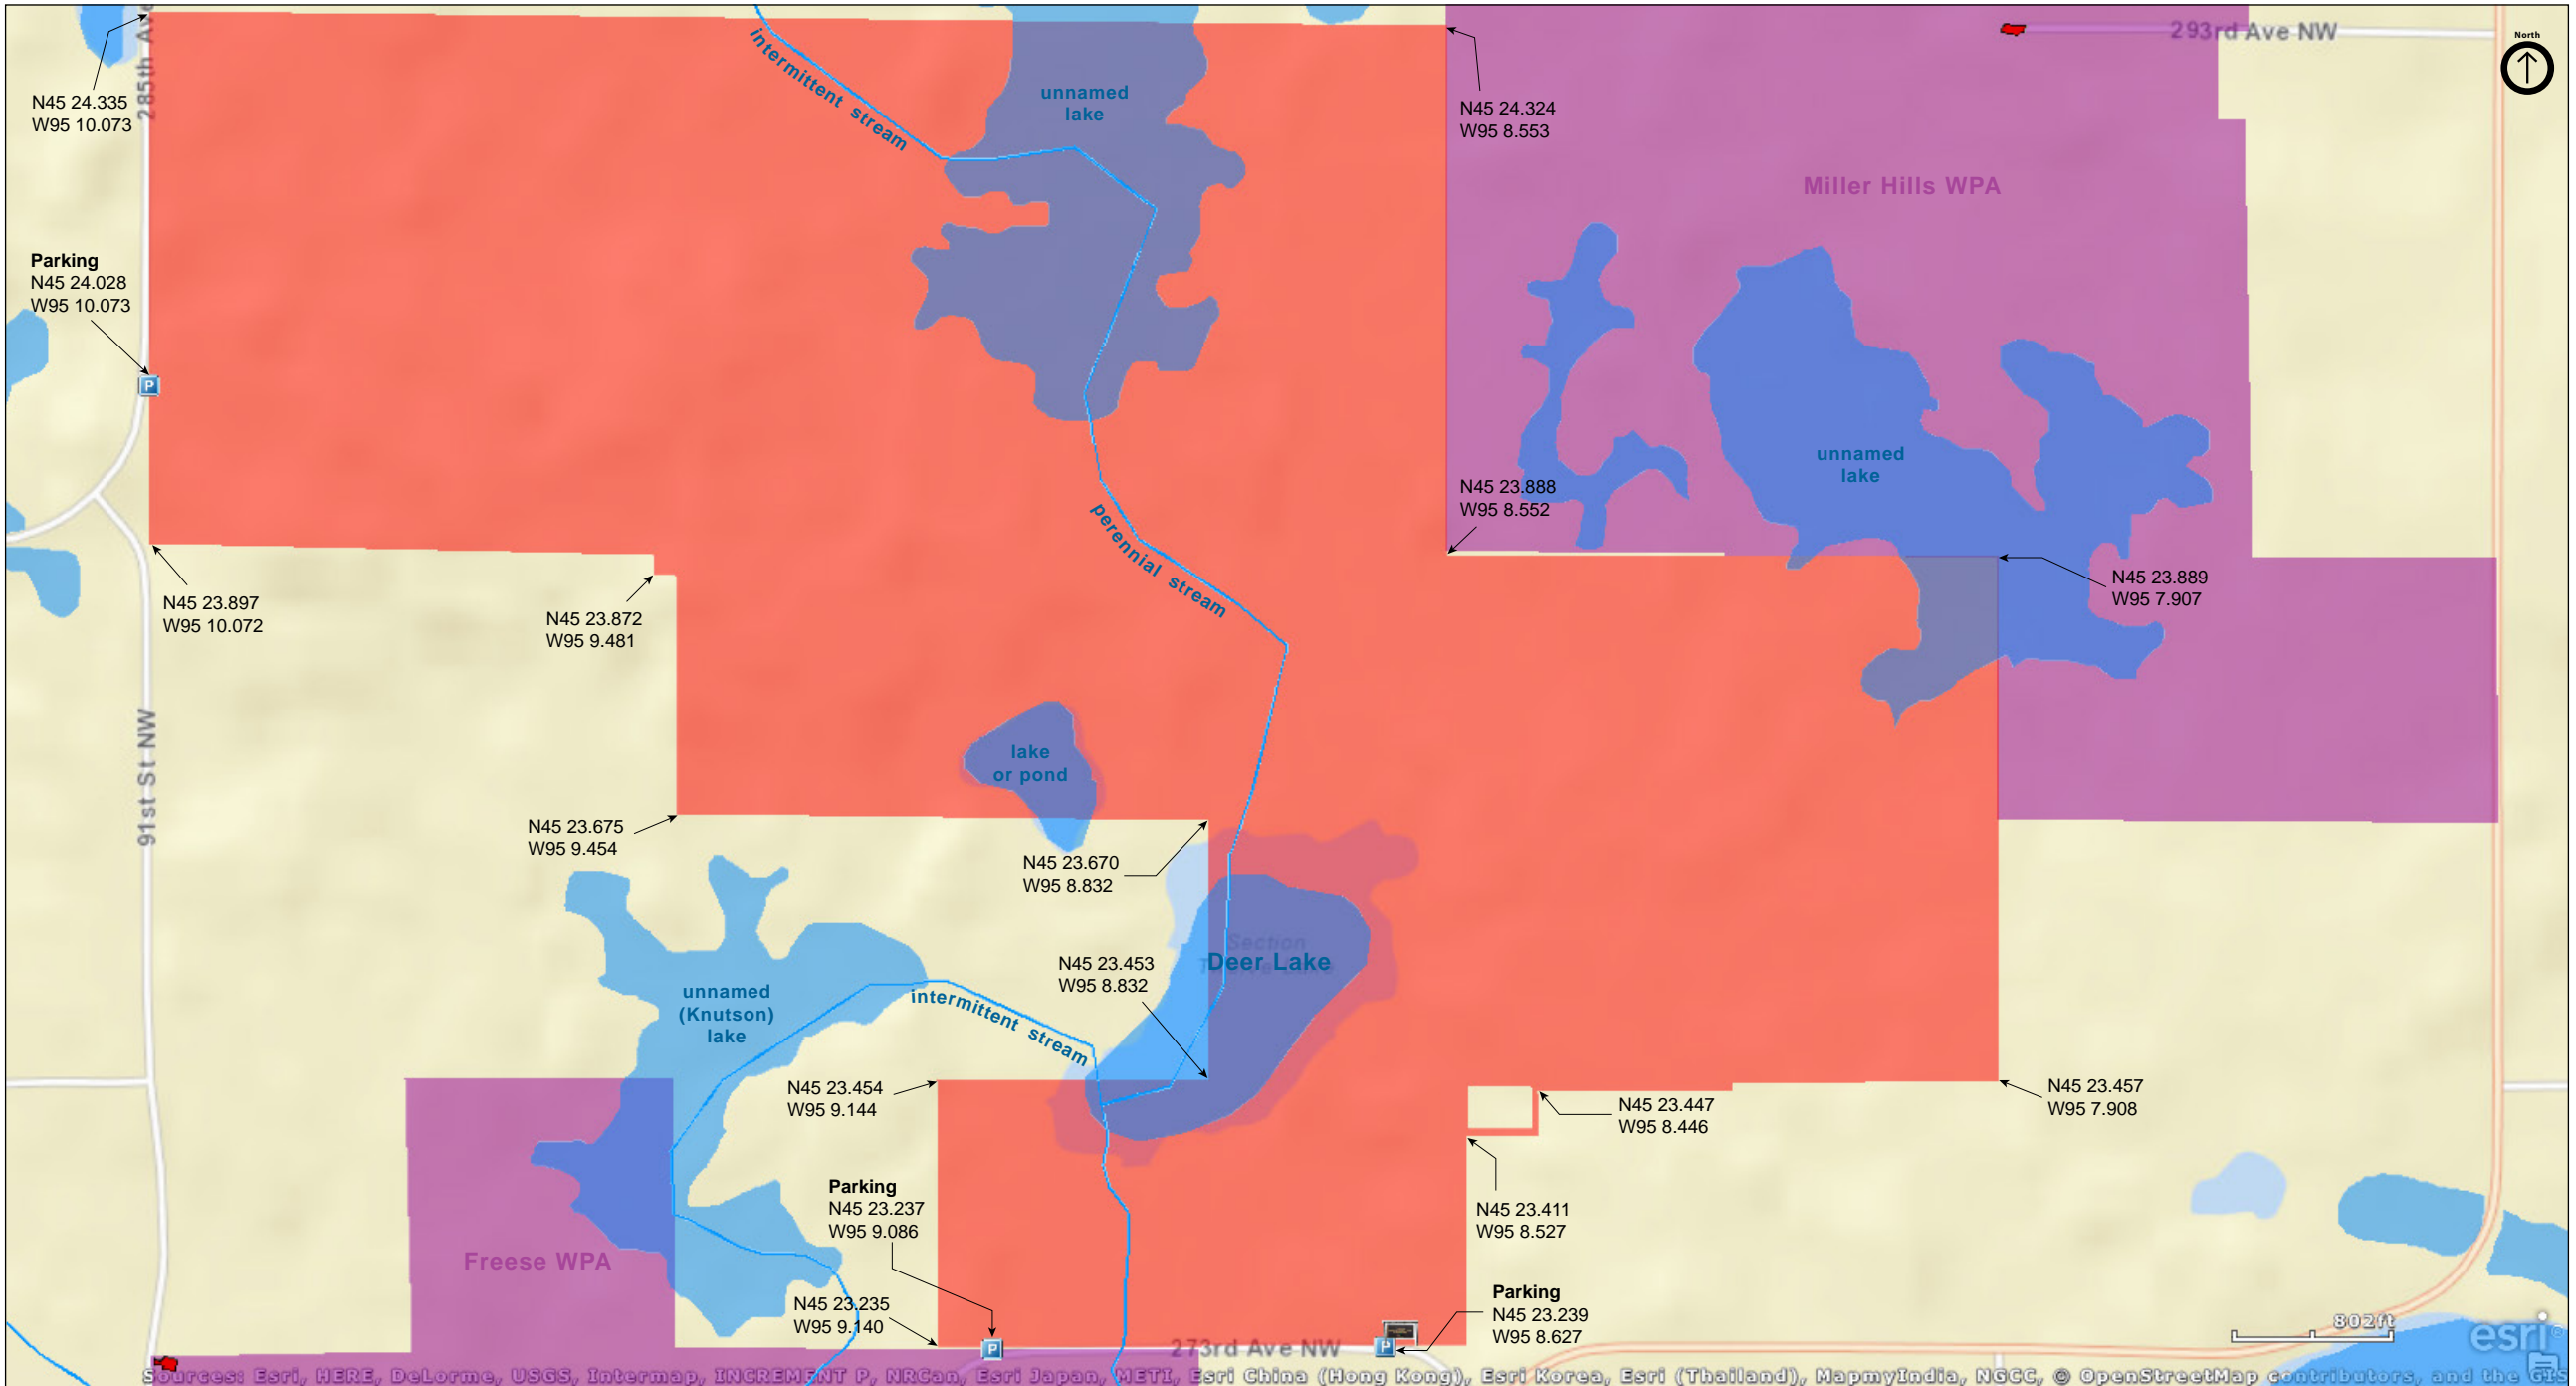 293rd Ave NW
North
285th Ave
N45 24.335
W95 10.073
intermittent stream
unnamed
lake
N45 24.324
W95 8.553
Miller Hills WPA
Parking
N45 24.028
W95 10.073
P
unnamed
lake
N45 23.888
W95 8.552
perennial stream
N45 23.889
W95 7.907
N45 23.897
W95 10.072
N45 23.872
W95 9.481
91st St NW
lake
or pond
N45 23.675
W95 9.454
N45 23.670
W95 8.832
Section
Deer Lake
N45 23.453
W95 8.832
unnamed
(Knutson)
lake
intermittent stream
N45 23.454
W95 9.144
N45 23.457
W95 7.908
N45 23.447
W95 8.446
Parking
N45 23.237
W95 9.086
N45 23.411
W95 8.527
Freese WPA
N45 23.235
W95 9.140
Parking
N45 23.239
W95 8.627
P
273rd Ave NW
P
802ft
esri
Sources: Esri, HERE, DeLorme, USGS, Intermap, INCREMENT P, NRCan, Esri Japan, METI, Esri China (Hong Kong), Esri Korea, Esri (Thailand), MapmyIndia, NGCC, © OpenStreetMap contributors, and the GIS